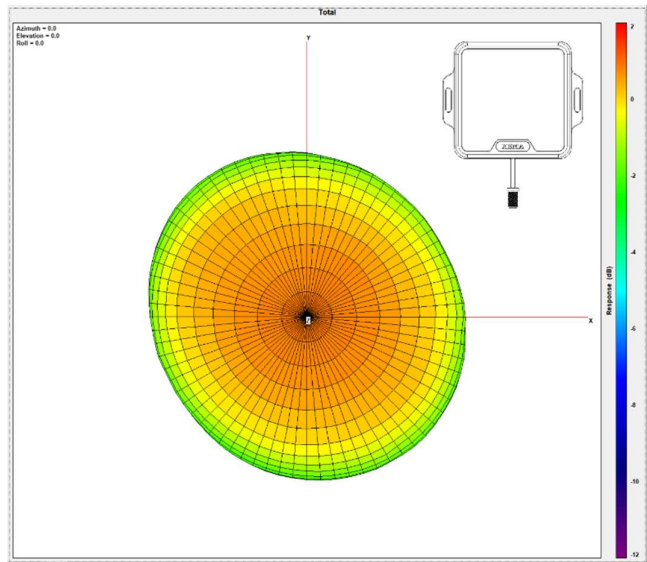 Total
Azimuth = 0.0
Elevation = 0.0
Roll = 0.0
Y
X
Z
2
0
-2
-4
-6
-8
-10
-12
Response (dB)